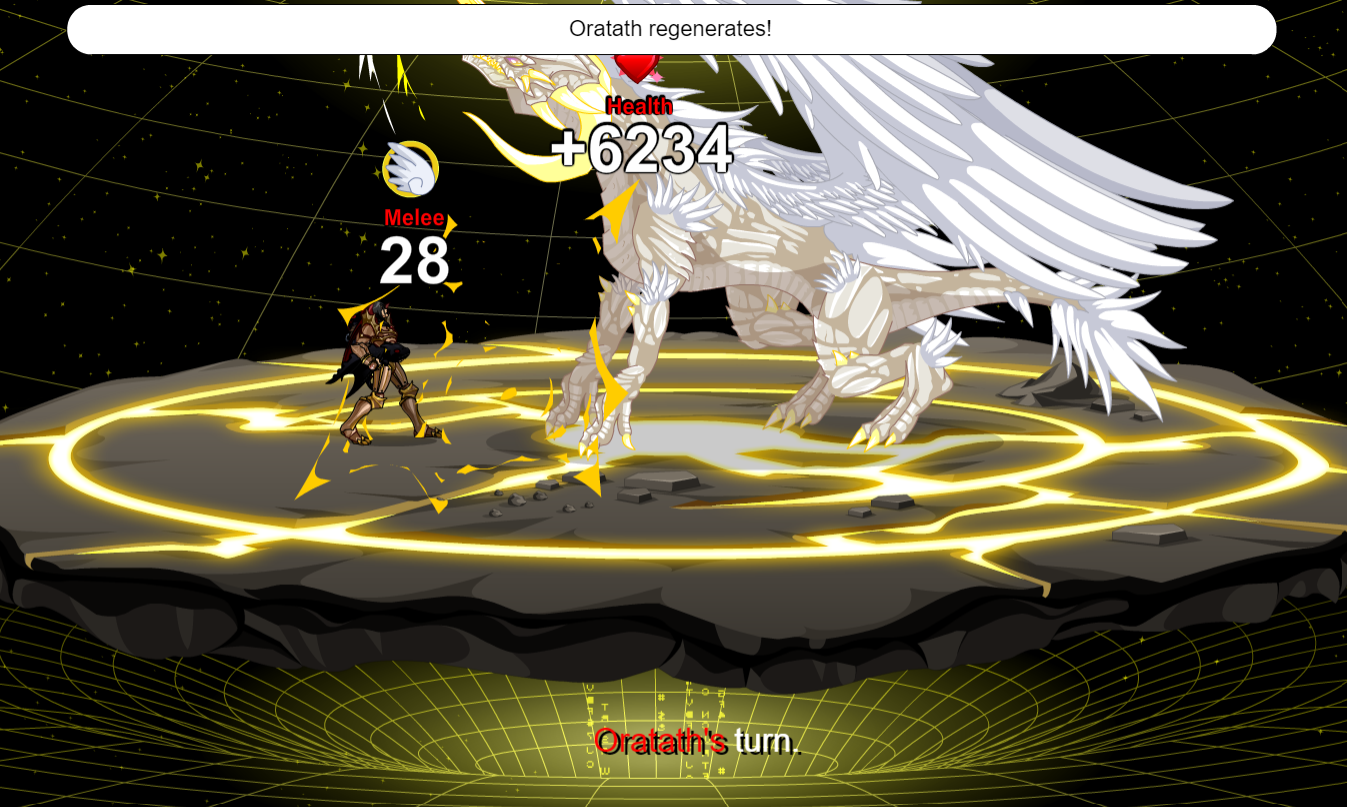 Oratath regenerates!
Health
+6234
Melee
28
Oratath's turn.